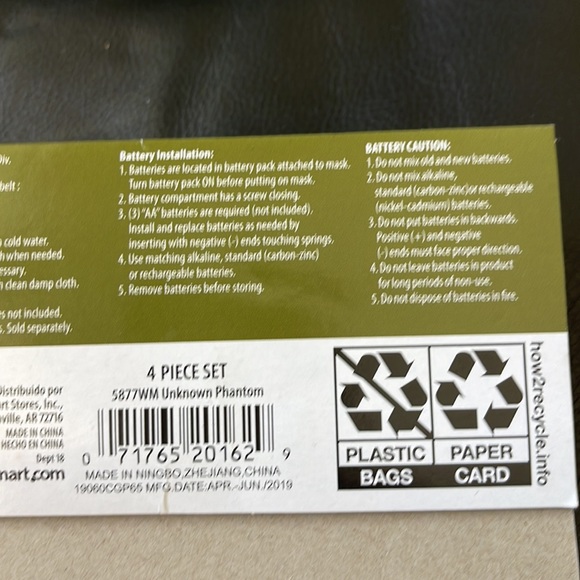 Div.
belt :
cold water.
when needed.
essary.
clean damp cloth.
es not included.
s. Sold separately.
Battery Installation:
1. Batteries are located in battery pack attached to mask.
Turn battery pack ON before putting on mask.
2. Battery compartment has a screw closing.
3. (3) "AA" batteries are required (not included).
Install and replace batteries as needed by
inserting with negative (-) ends touching springs.
4. Use matching alkaline, standard (carbon-zinc)
or rechargeable batteries.
5. Remove batteries before storing.
BATTERY CAUTION:
1. Do not mix old and new batteries.
2. Do not mix alkaline,
standard (carbon-zinc) or rechargeable
(nickel-cadmium) batteries.
3. Do not put batteries in backwards.
Positive (+) and negative
(-) ends must face proper direction.
4. Do not leave batteries in product
for long periods of non-use.
5. Do not dispose of batteries in fire.
Distribuido por
rt Stores, Inc.,
ville, AR 72716
MADE IN CHINA
HECHO EN CHINA
Dept 18
mart.com
4 PIECE SET
5877WM Unknown Phantom
0 71765 20162 9
MADE IN NINGBO,ZHEJIANG,CHINA
19060CGP65 MFG.DATE:APR.-JUN./2019
PLASTIC
BAGS
PAPER
CARD
how2recycle.info